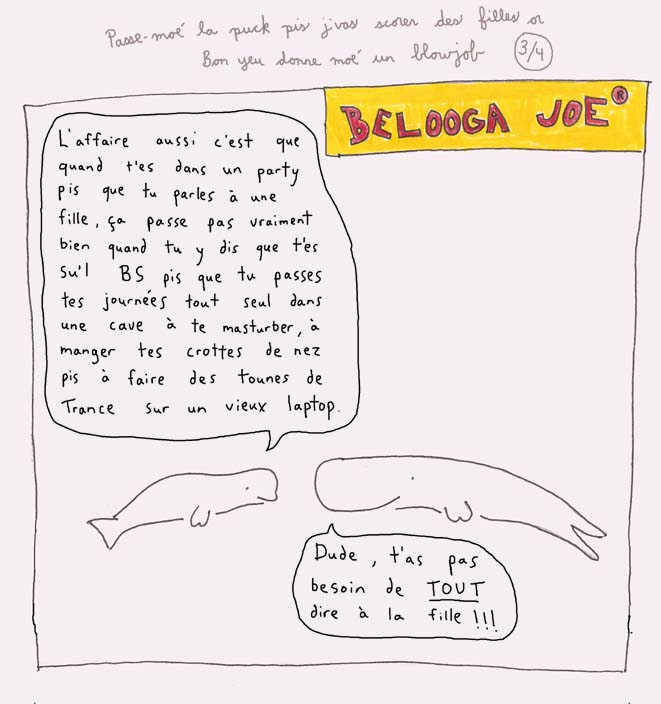 Passe-moé la puck pis j'vas scorer des filles or
Bon yeu donne moé un blowjob 3/4
BELOOGA JOE®
L'affaire aussi c'est que
quand t'es dans un party
pis que tu parles à une
fille, ça passe pas vraiment
bien quand tu y dis que t'es
su'l BS pis que tu passes
tes journées tout seul dans
une cave à te masturber, à
manger tes crottes de nez
pis à faire des tounes de
Trance sur un vieux laptop.
Dude, t'as pas
besoin de TOUT
dire à la fille !!!